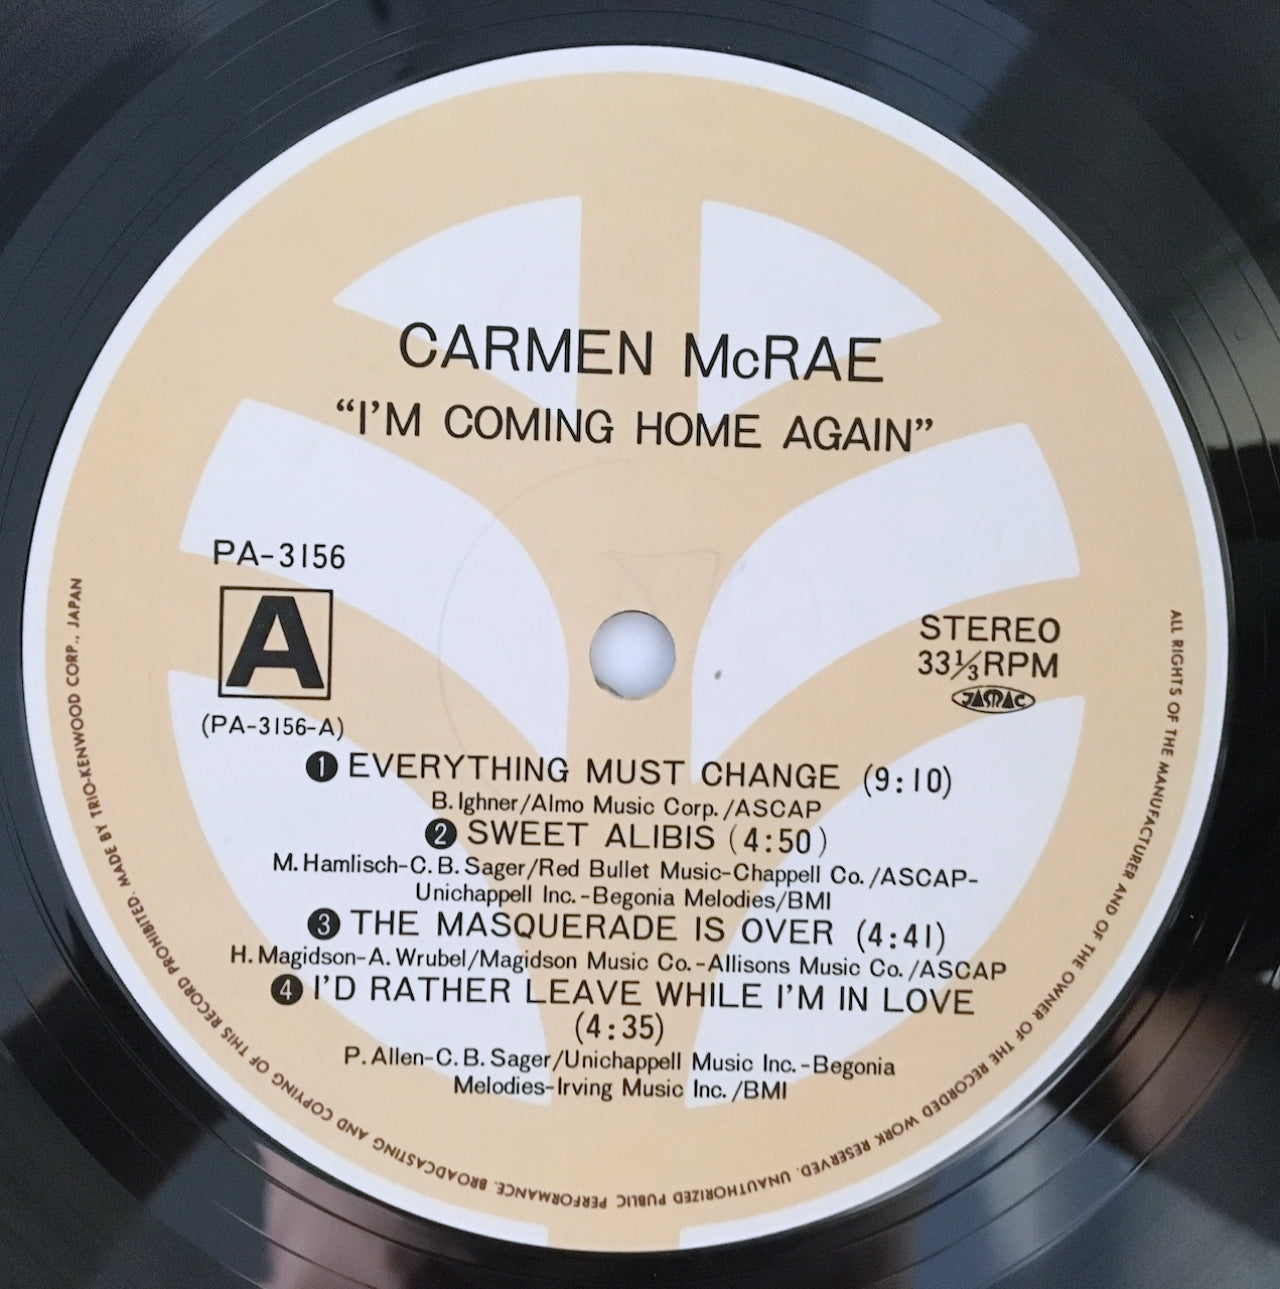 CARMEN McRAE
“I’M COMING HOME AGAIN”
PA-3156
A
(PA-3156-A)
STEREO
33⅓RPM
JASRAC
❶ EVERYTHING MUST CHANGE (9:10)
B. Ighner/Almo Music Corp./ASCAP
❷ SWEET ALIBIS (4:50)
M. Hamlisch-C. B. Sager/Red Bullet Music-Chappell Co./ASCAP-
Unichappell Inc.-Begonia Melodies/BMI
❸ THE MASQUERADE IS OVER (4:41)
H. Magidson-A. Wrubel/Magidson Music Co.-Allisons Music Co./ASCAP
❹ I’D RATHER LEAVE WHILE I’M IN LOVE
(4:35)
P. Allen-C. B. Sager/Unichappell Music Inc.-Begonia
Melodies-Irving Music Inc./BMI
ALL RIGHTS OF THE MANUFACTURER AND OF THE OWNER OF THE RECORDED WORK RESERVED. UNAUTHORIZED PUBLIC PERFORMANCE. BROADCASTING AND COPYING OF THIS RECORD PROHIBITED. MADE BY TRIO-KENWOOD CORP., JAPAN